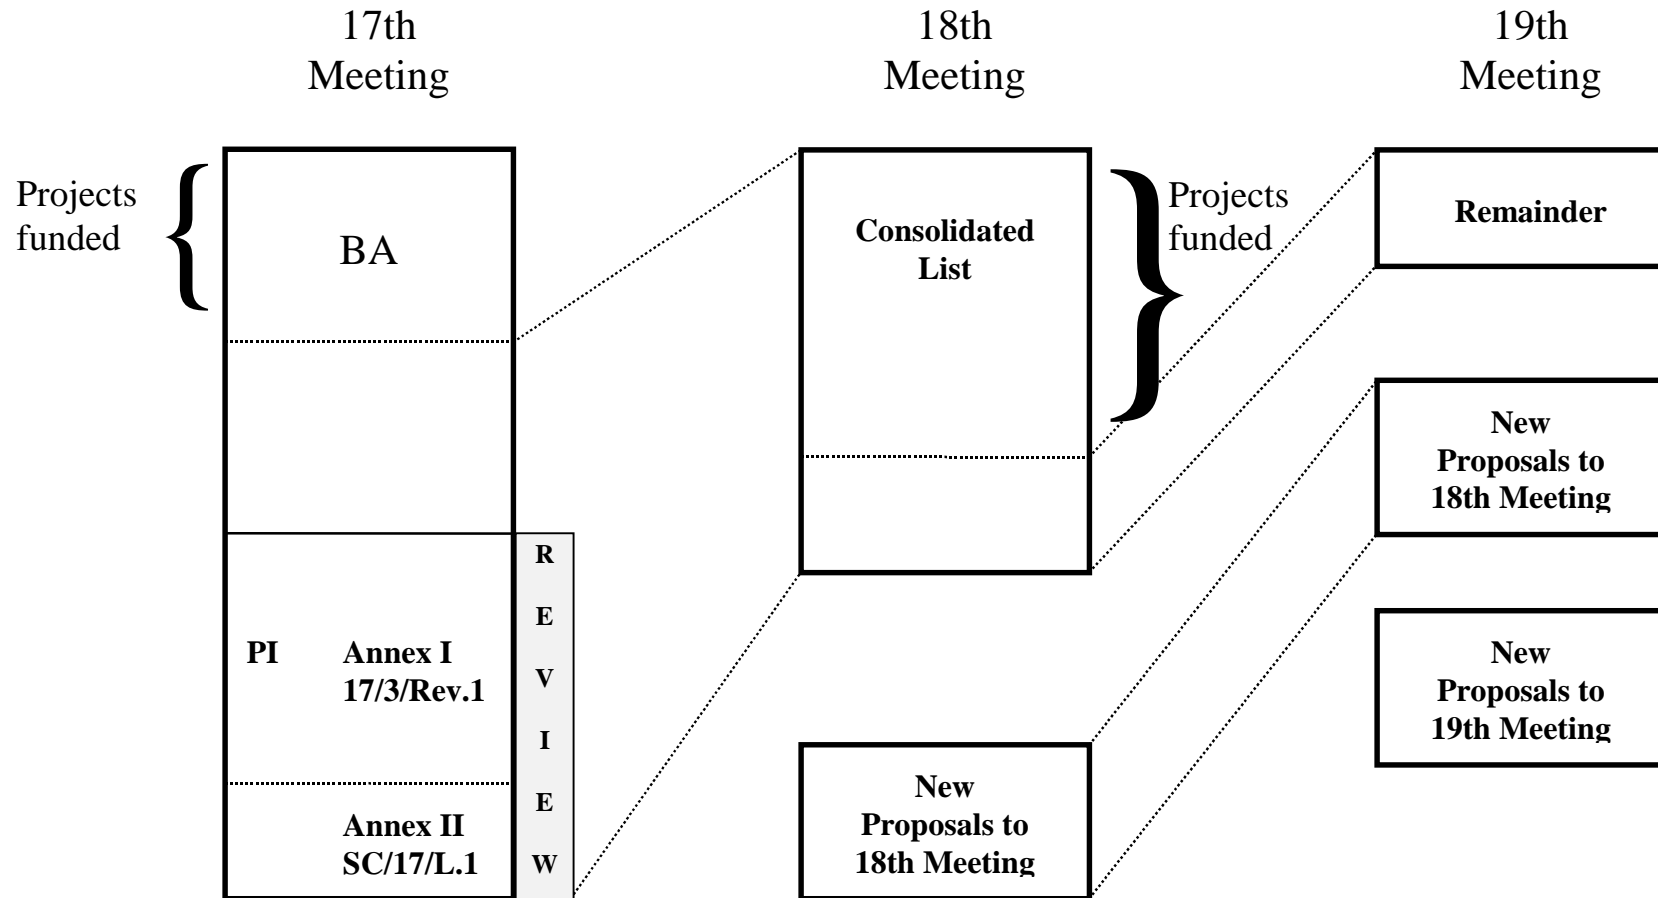 17th
Meeting
18th
Meeting
19th
Meeting
Projects
funded
BA
PI
Annex I
17/3/Rev.1
Annex II
SC/17/L.1
R
E
V
I
E
W
Consolidated
List
Projects
funded
New
Proposals to
18th Meeting
Remainder
New
Proposals to
18th Meeting
New
Proposals to
19th Meeting